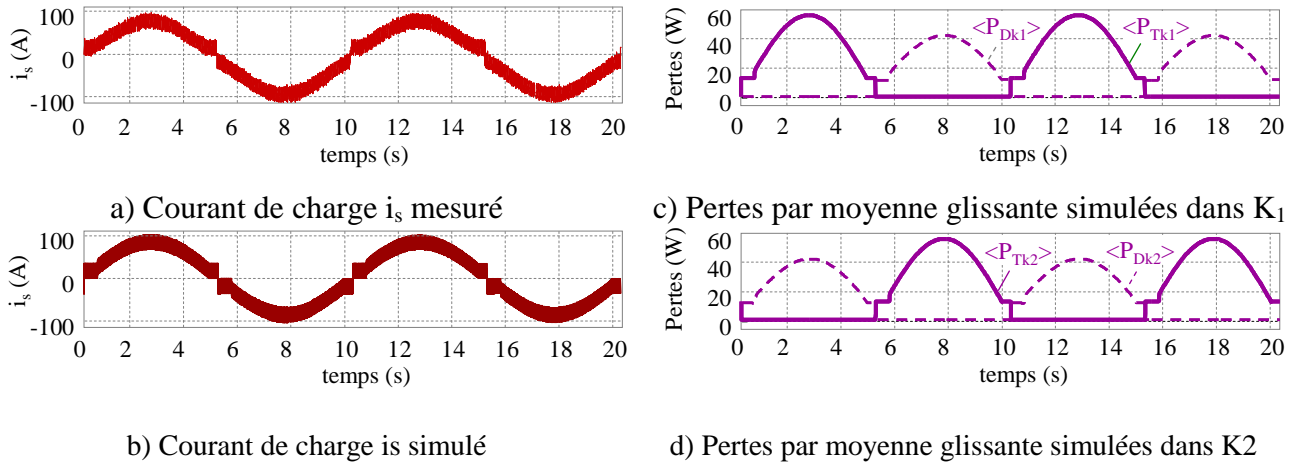 i_s (A)
100
0
-100
0 2 4 6 8 10 12 14 16 18 20
temps (s)
a) Courant de charge i_s mesuré
Pertes (W)
60
40
20
0
<P_Dk1>
<P_Tk1>
0 2 4 6 8 10 12 14 16 18 20
temps (s)
c) Pertes par moyenne glissante simulées dans K_1
i_s (A)
100
0
-100
0 2 4 6 8 10 12 14 16 18 20
temps (s)
b) Courant de charge is simulé
Pertes (W)
60
40
20
0
<P_Tk2>
<P_Dk2>
0 2 4 6 8 10 12 14 16 18 20
temps (s)
d) Pertes par moyenne glissante simulées dans K2